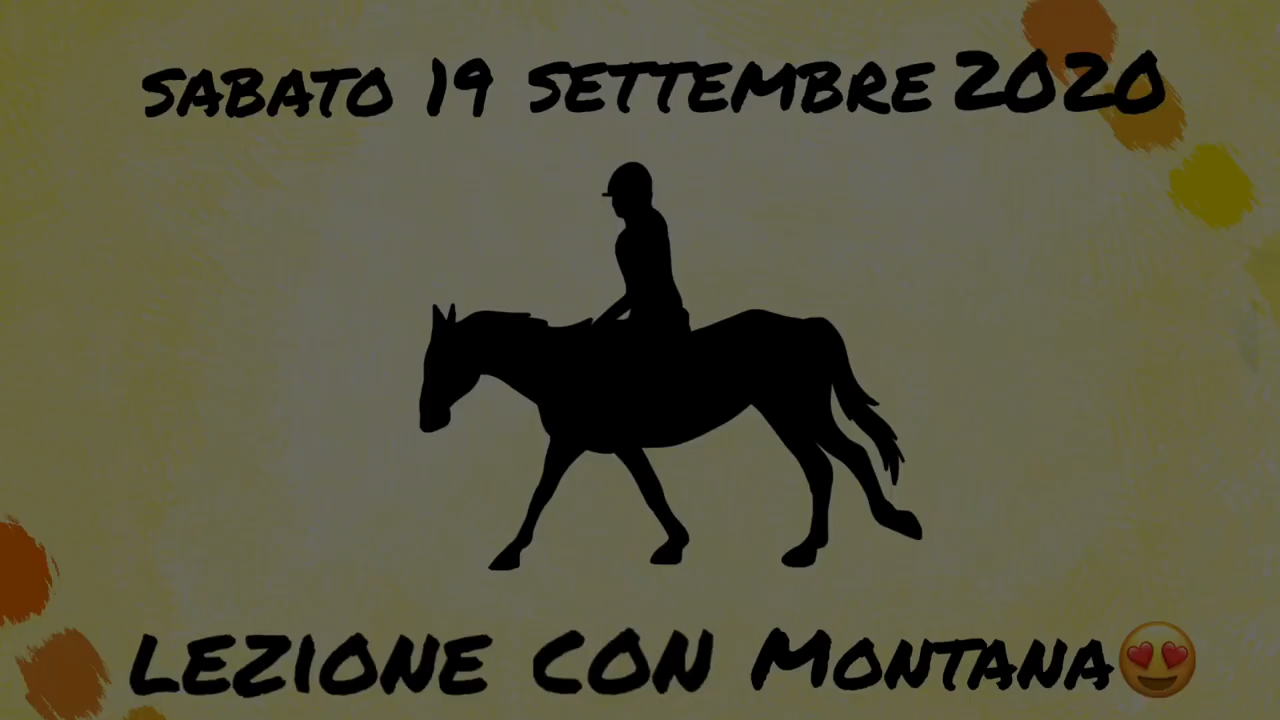 SABATO 19 SETTEMBRE 2020
LEZIONE CON MONTANA😍